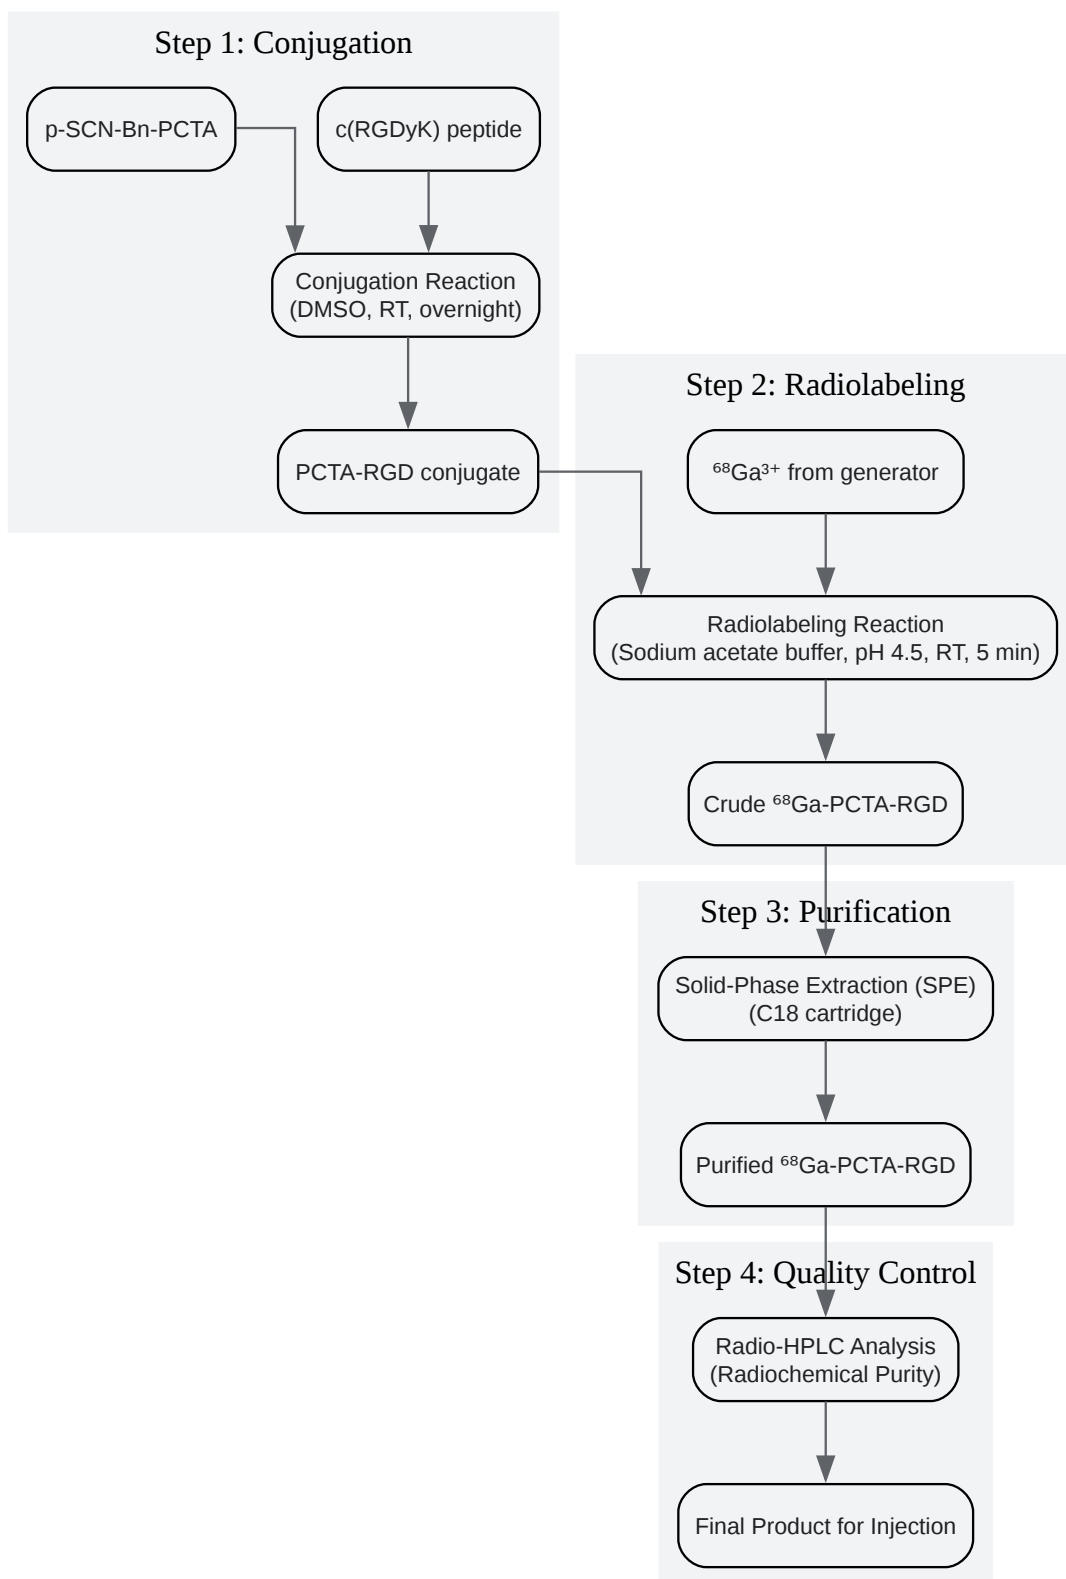 Step 1: Conjugation
p-SCN-Bn-PCTA
c(RGDyK) peptide
Conjugation Reaction
(DMSO, RT, overnight)
PCTA-RGD conjugate
Step 2: Radiolabeling
⁶⁸Ga³⁺ from generator
Radiolabeling Reaction
(Sodium acetate buffer, pH 4.5, RT, 5 min)
Crude ⁶⁸Ga-PCTA-RGD
Step 3: Purification
Solid-Phase Extraction (SPE)
(C18 cartridge)
Purified ⁶⁸Ga-PCTA-RGD
Step 4: Quality Control
Radio-HPLC Analysis
(Radiochemical Purity)
Final Product for Injection